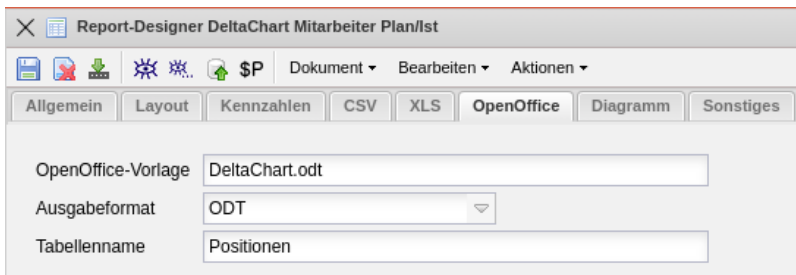 Report-Designer DeltaChart Mitarbeiter Plan/Ist
$P Dokument Bearbeiten Aktionen
Allgemein Layout Kennzahlen CSV XLS OpenOffice Diagramm Sonstiges
OpenOffice-Vorlage DeltaChart.odt
Ausgabeformat ODT
Tabellenname Positionen